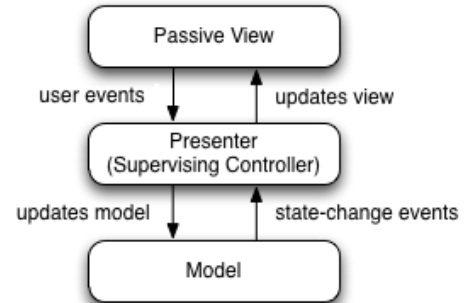 Passive View
user events
updates view
Presenter
(Supervising Controller)
updates model
state-change events
Model